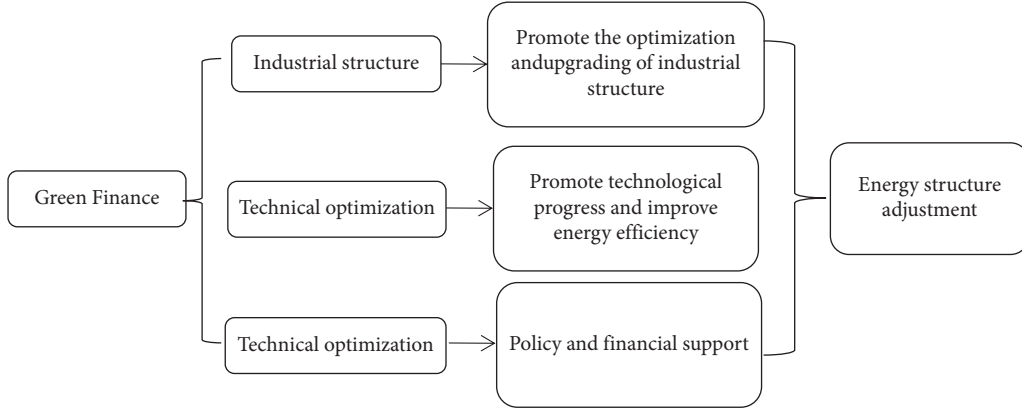 Green Finance
Industrial structure
Promote the optimization
andupgrading of industrial
structure
Technical optimization
Promote technological
progress and improve
energy efficiency
Technical optimization
Policy and financial support
Energy structure
adjustment